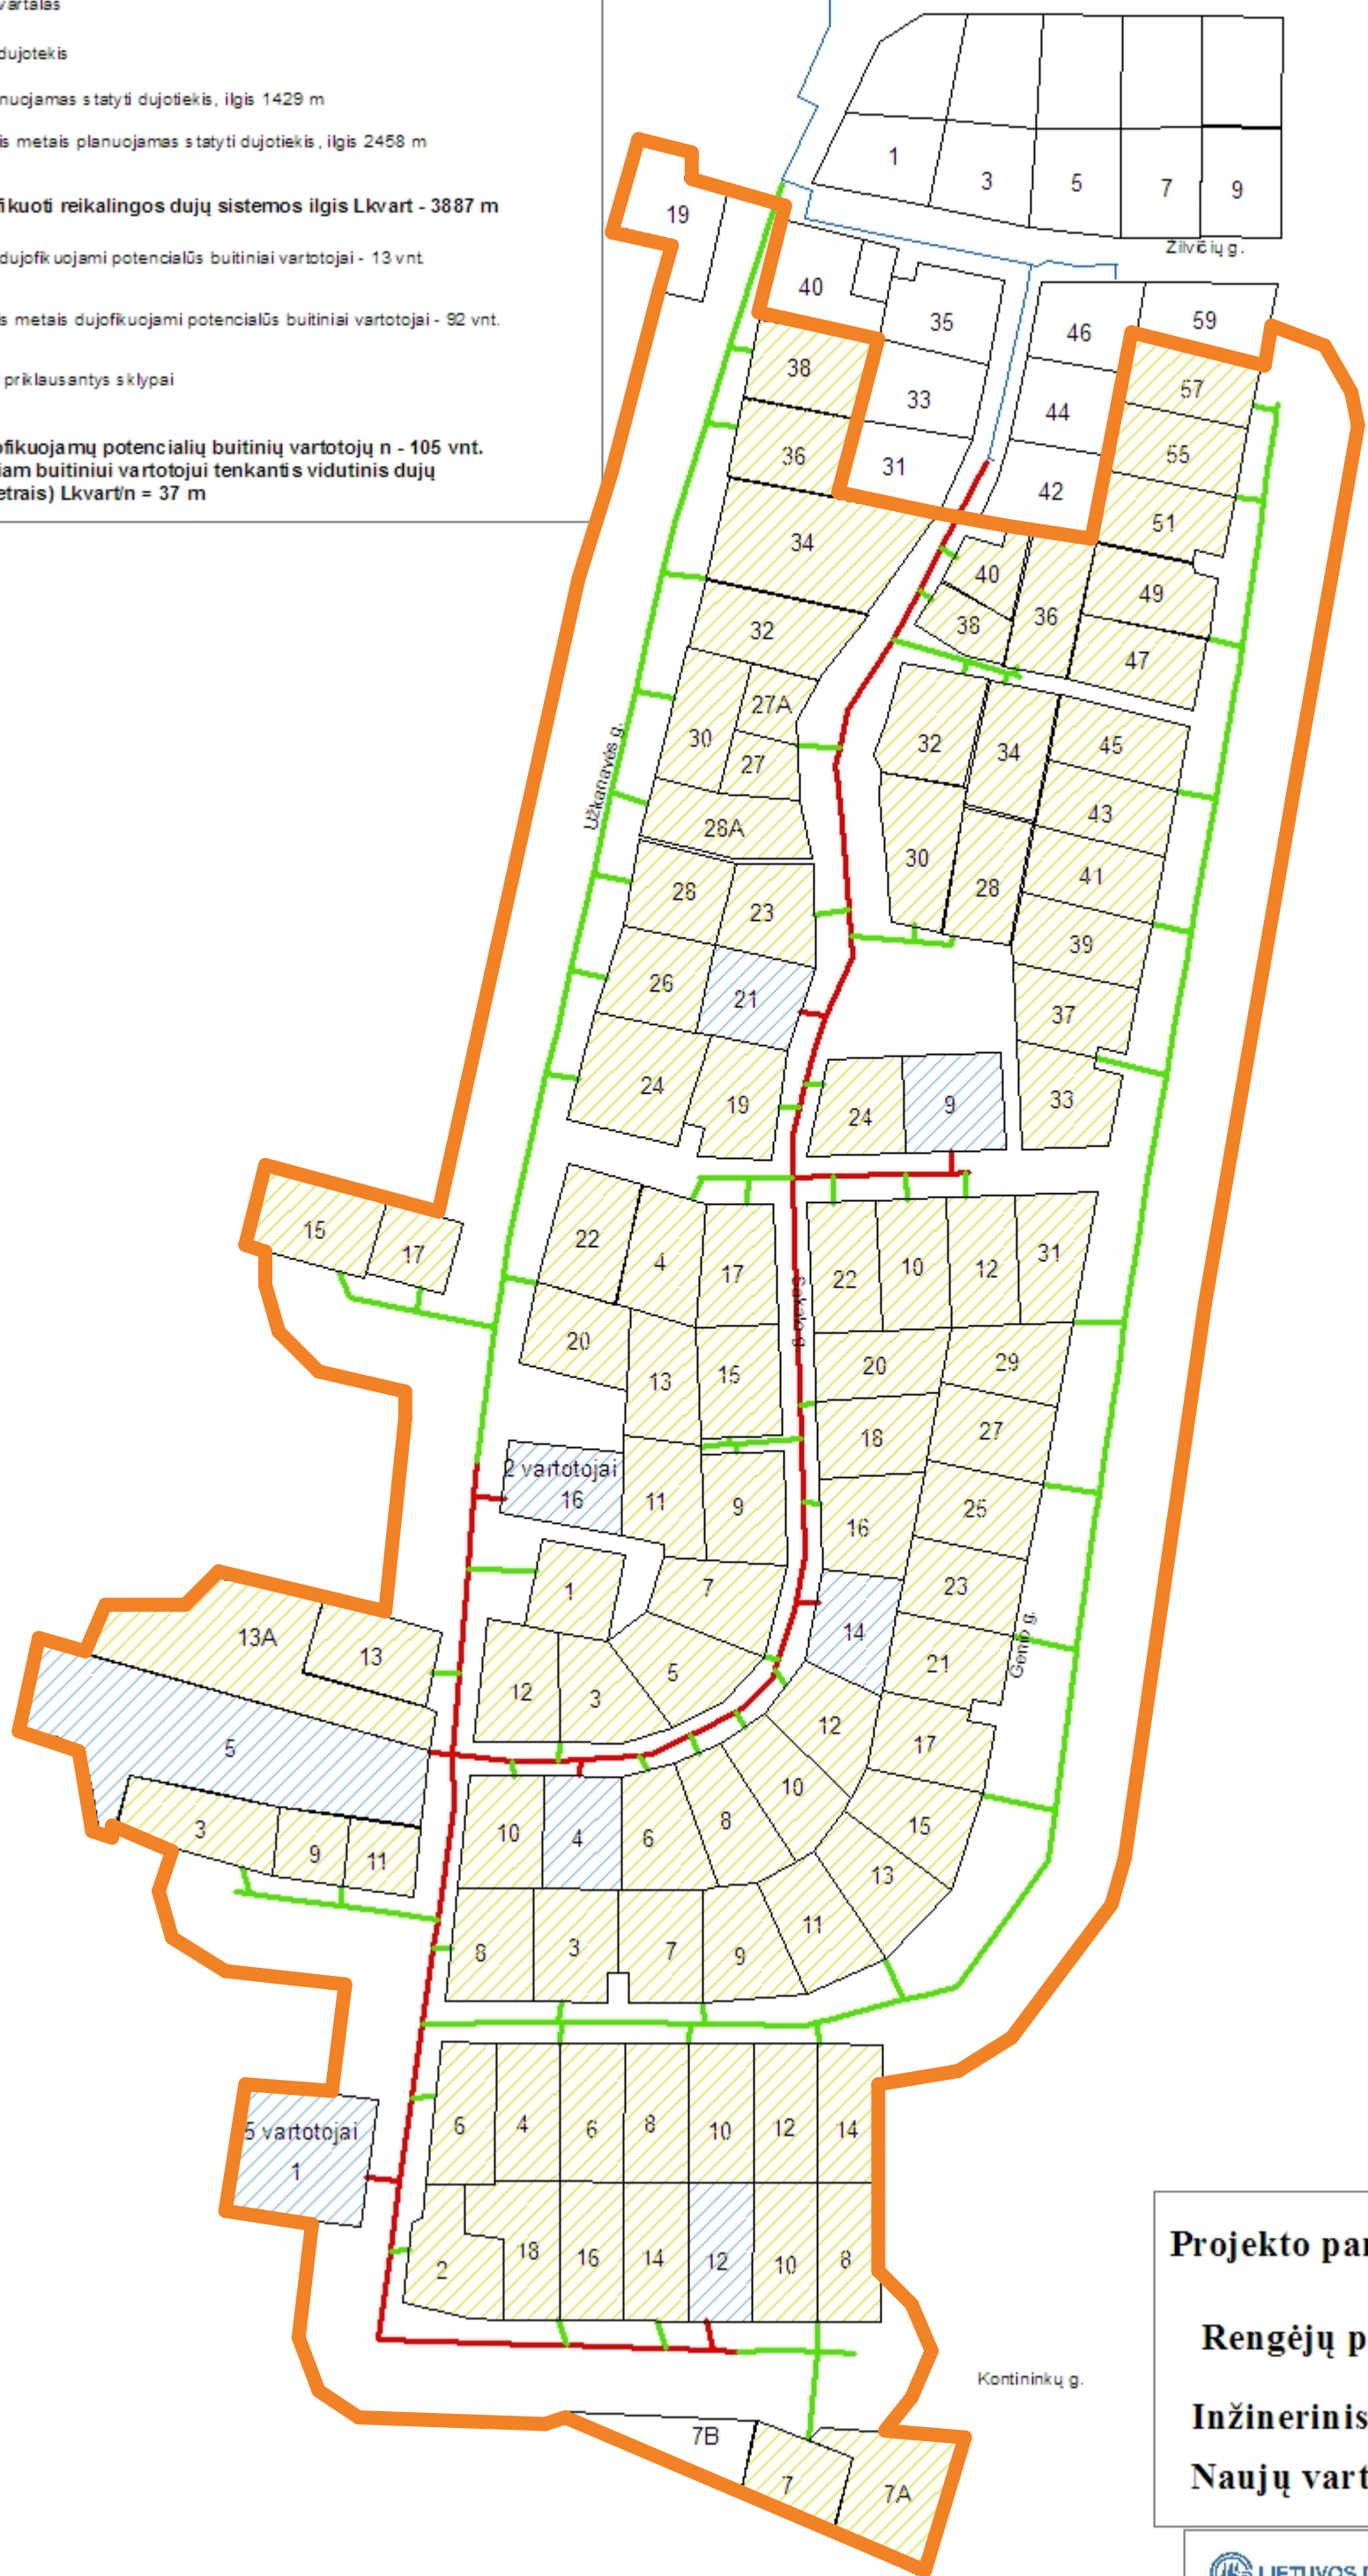 vartalas
dujotekis
nuojamas statyti dujotiekis, ilgis 1429 m
is metais planuojamas statyti dujotiekis, ilgis 2458 m
ikuoti reikalingos dujų sistemos ilgis Lkvart - 3887 m
dujofikuojami potencialūs buitiniai vartotojai - 13 vnt.
is metais dujofikuojami potencialūs buitiniai vartotojai - 92 vnt.
priklausantys sklypai
ofikuojamų potencialių buitinių vartotojų n - 105 vnt.
iam buitiniui vartotojui tenkantis vidutinis dujų
etrais) Lkvart/n = 37 m
1 3 5 7 9
Žilvičių g.
19
40 35 46 59
38 33 44 57
36 31 42 55
34 51
40 49
32 38 36 47
27A
30 27 32 34 45
Užkanavės g.
28A 43
30 28 41
28 23 39
26 21 37
24 19 24 9 33
15 17
22 4 17 22 10 12 31
Sakalo g.
20 13 15 20 29
18 27
2 vartotojai
16 11 9 16 25
1 7 23
13A 13 14
Genio g.
12 3 5 21
5 12 17
10 15
3 9 11 10 4 6 8 13
8 3 7 9 11
6 4 6 8 10 12 14
5 vartotojai
1
2 18 16 14 12 10 8
Kontininkų g.
7B
7 7A
Projekto par
Rengėjų p
Inžinerinis
Naujų vart
LIETUVOS